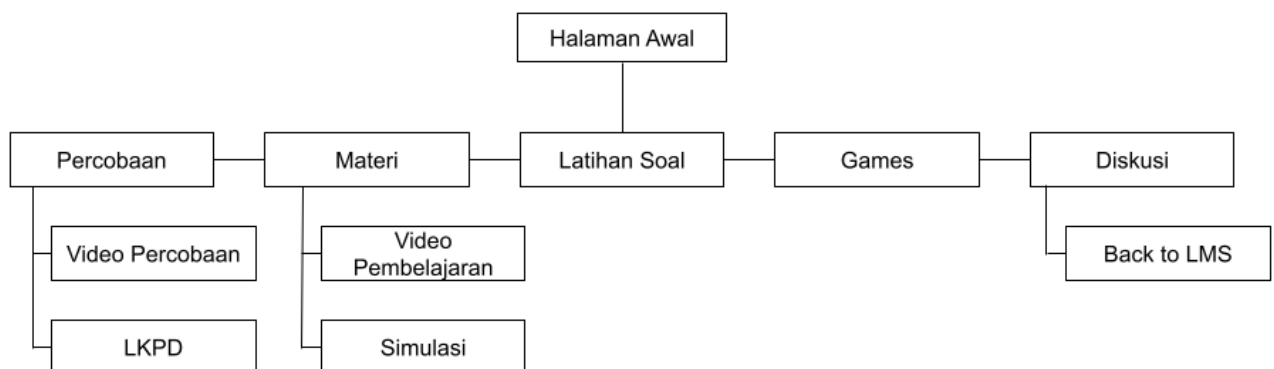 Halaman Awal
Percobaan
Materi
Latihan Soal
Games
Diskusi
Video Percobaan
Video
Pembelajaran
Back to LMS
LKPD
Simulasi